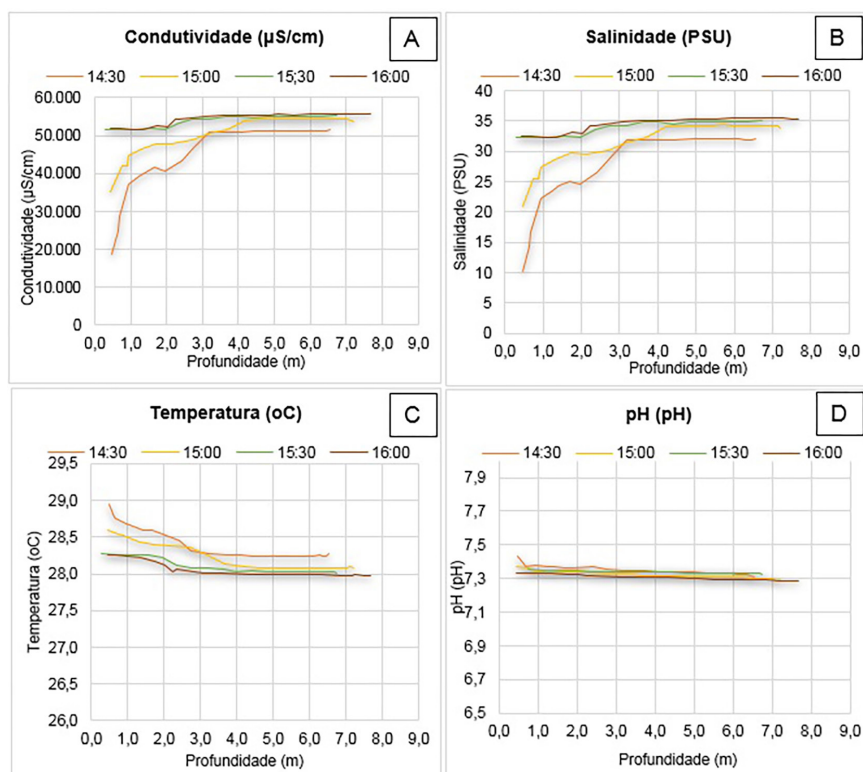 Condutividade (µS/cm)
A
14:30 15:00 15;30 16:00
60.000
50.000
40.000
30.000
20.000
10.000
0
Condutividade (µS/cm)
0,0 1,0 2,0 3,0 4,0 5,0 6,0 7,0 8,0 9,0
Profundidade (m)
Salinidade (PSU)
B
14:30 15:00 15:30 16:00
40
35
30
25
20
15
10
5
0
Salinidade (PSU)
0,0 1,0 2,0 3,0 4,0 5,0 6,0 7,0 8,0 9,0
Profundidade (m)
Temperatura (oC)
C
14:30 15:00 15:30 16:00
29,5
29,0
28,5
28,0
27,5
27,0
26,5
26,0
Temperatura (oC)
0,0 1,0 2,0 3,0 4,0 5,0 6,0 7,0 8,0 9,0
Profundidade (m)
pH (pH)
D
14:30 15:00 15:30 16:00
7,9
7,7
7,5
7,3
7,1
6,9
6,7
6,5
pH (pH)
0,0 1,0 2,0 3,0 4,0 5,0 6,0 7,0 8,0 9,0
Profundidade (m)